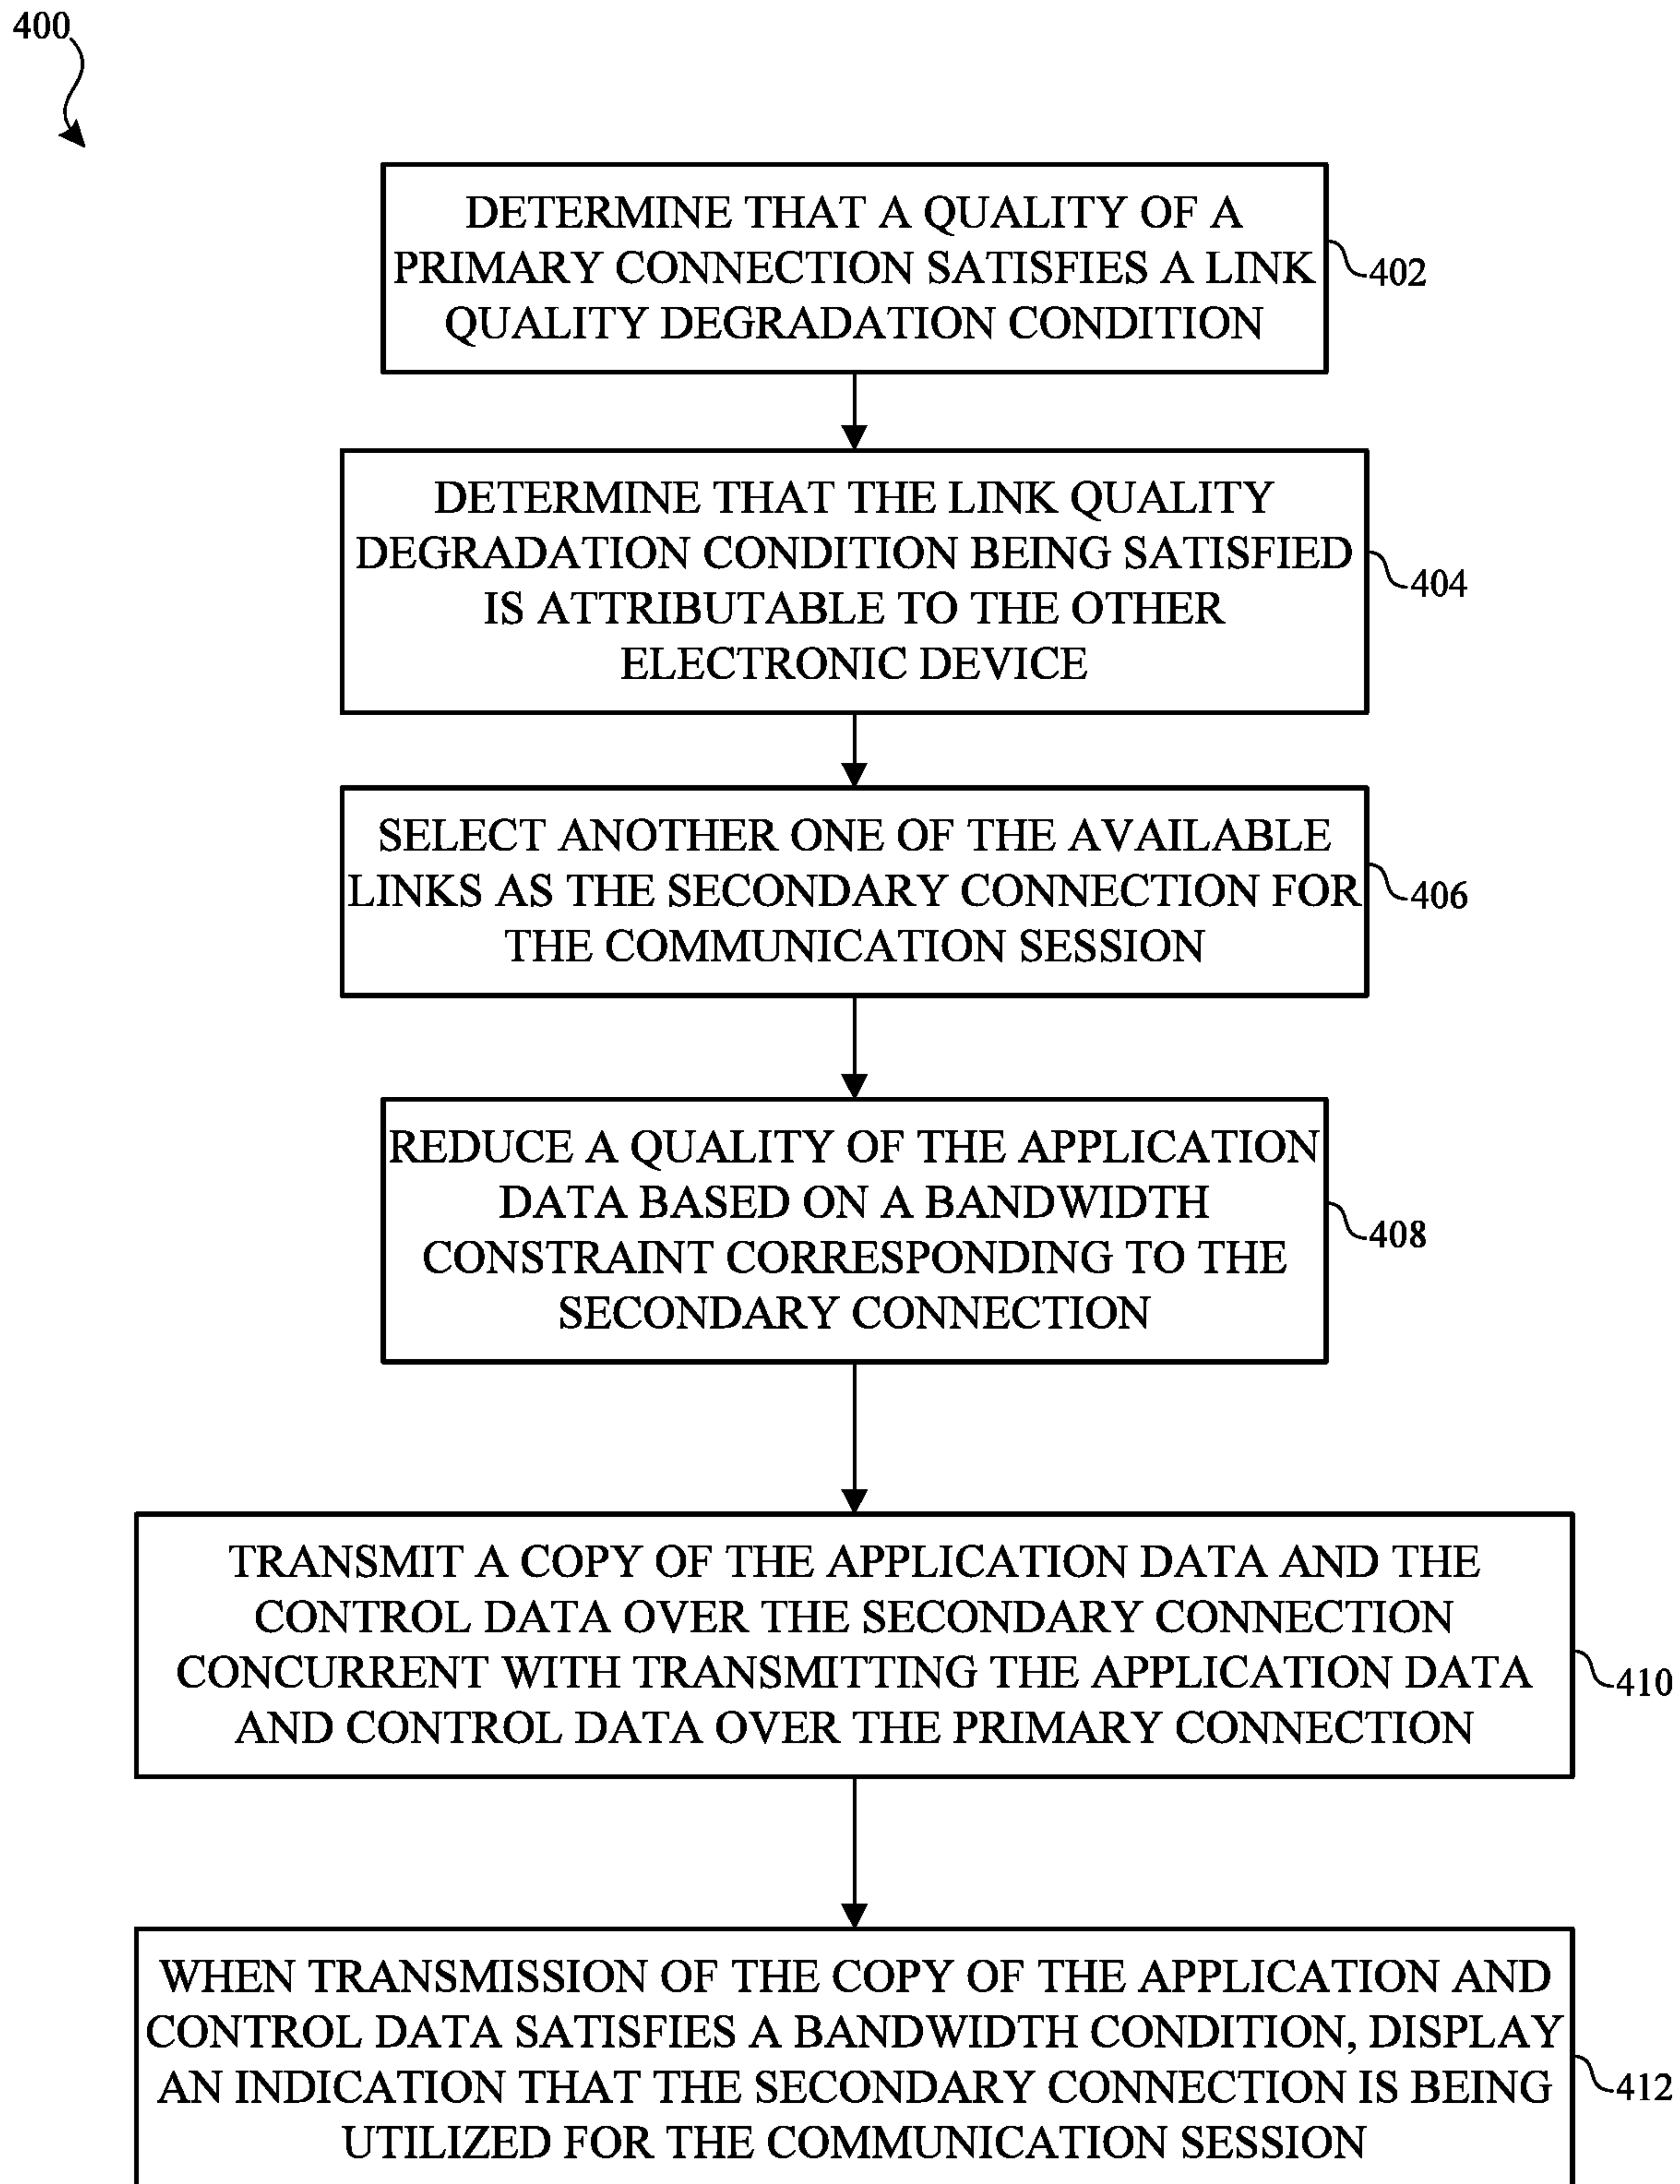 400
DETERMINE THAT A QUALITY OF A
PRIMARY CONNECTION SATISFIES A LINK
QUALITY DEGRADATION CONDITION
402
DETERMINE THAT THE LINK QUALITY
DEGRADATION CONDITION BEING SATISFIED
IS ATTRIBUTABLE TO THE OTHER
ELECTRONIC DEVICE
404
SELECT ANOTHER ONE OF THE AVAILABLE
LINKS AS THE SECONDARY CONNECTION FOR
THE COMMUNICATION SESSION
406
REDUCE A QUALITY OF THE APPLICATION
DATA BASED ON A BANDWIDTH
CONSTRAINT CORRESPONDING TO THE
SECONDARY CONNECTION
408
TRANSMIT A COPY OF THE APPLICATION DATA AND THE
CONTROL DATA OVER THE SECONDARY CONNECTION
CONCURRENT WITH TRANSMITTING THE APPLICATION DATA
AND CONTROL DATA OVER THE PRIMARY CONNECTION
410
WHEN TRANSMISSION OF THE COPY OF THE APPLICATION AND
CONTROL DATA SATISFIES A BANDWIDTH CONDITION, DISPLAY
AN INDICATION THAT THE SECONDARY CONNECTION IS BEING
UTILIZED FOR THE COMMUNICATION SESSION
412